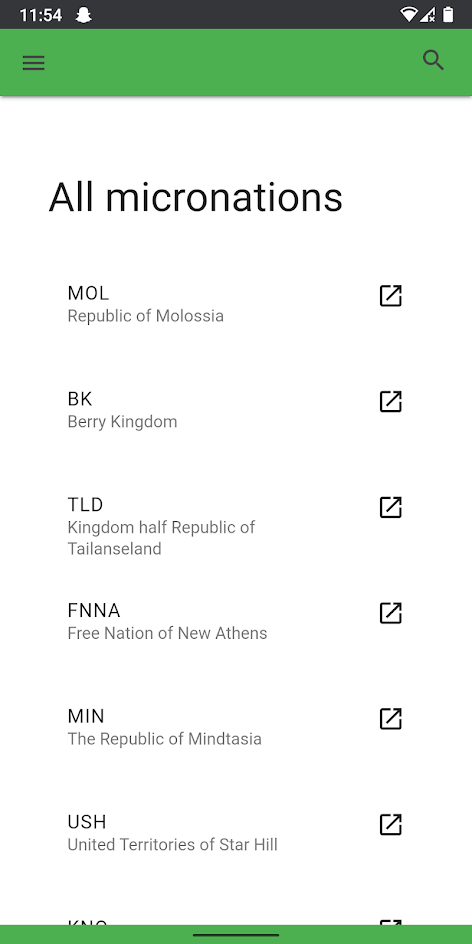 11:54
All micronations
MOL
Republic of Molossia
BK
Berry Kingdom
TLD
Kingdom half Republic of
Tailanseland
FNNA
Free Nation of New Athens
MIN
The Republic of Mindtasia
USH
United Territories of Star Hill